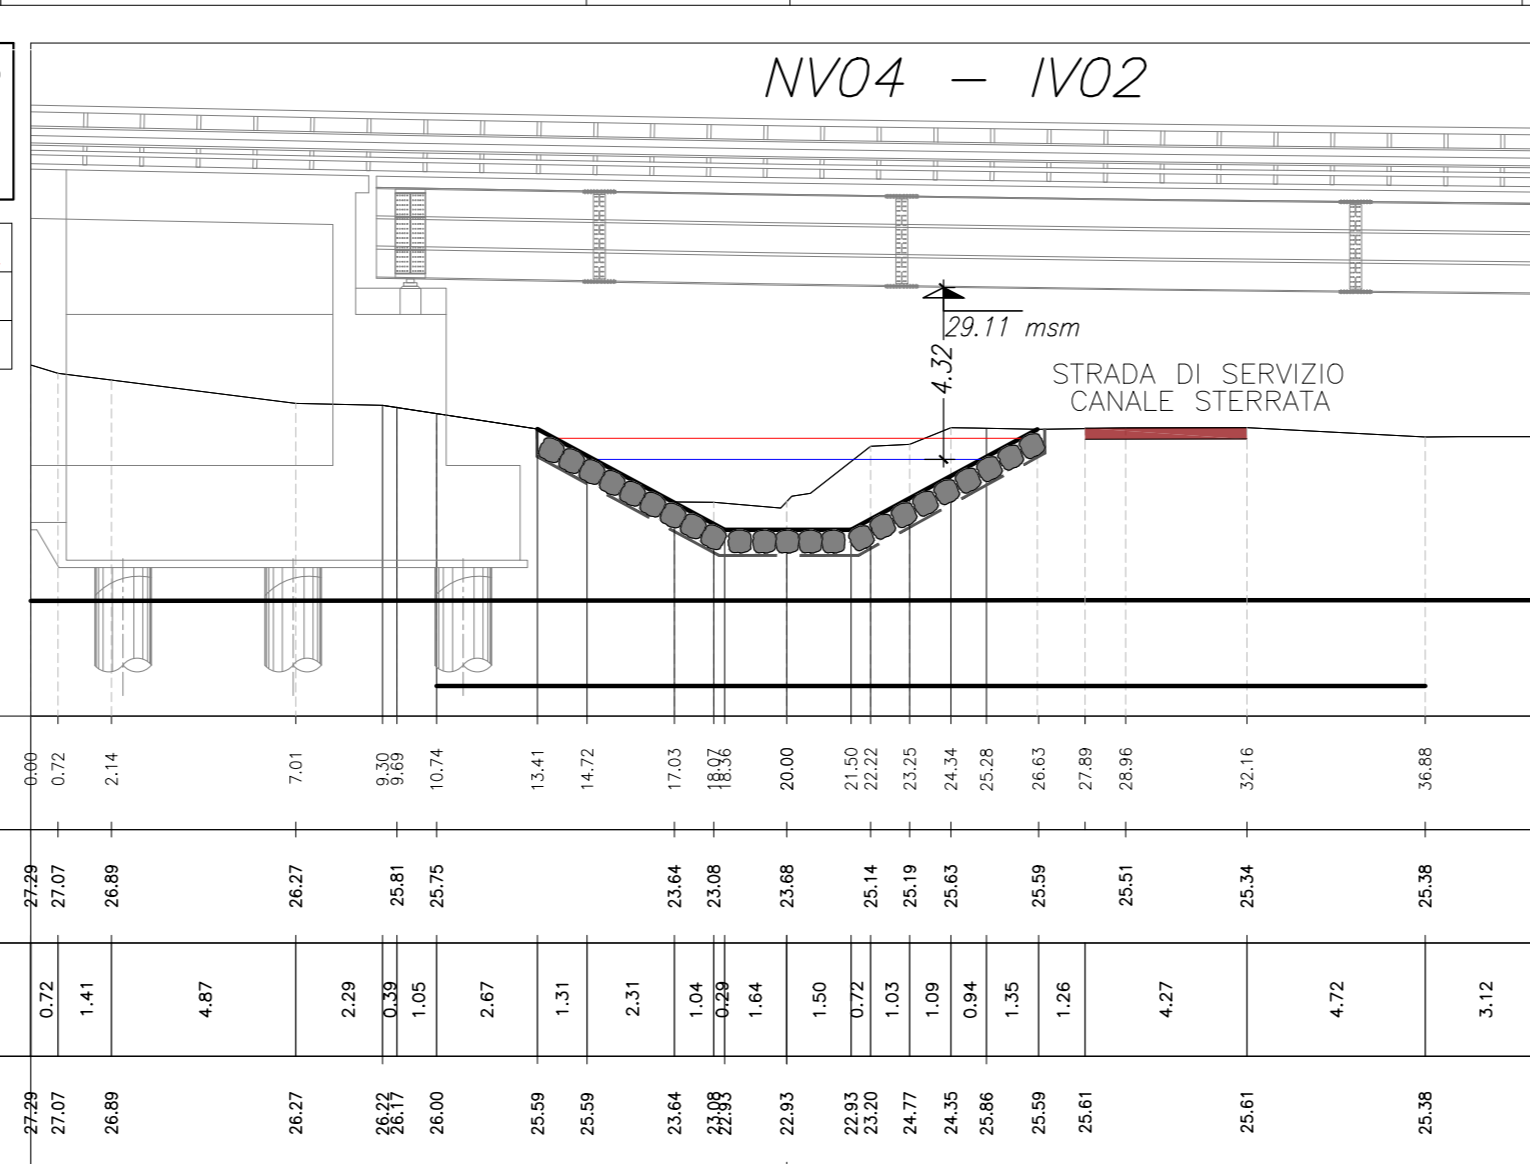 NV04 - IV02
29.11 msm
4.32
STRADA DI SERVIZIO
CANALE STERRATA
0.00 0.72 2.14 7.01 9.30 9.69 10.74 13.41 14.72 17.03 18.07 18.36 20.00 21.50 22.22 23.25 24.34 25.28 26.63 27.89 28.96 32.16 36.88
27.29 27.07 26.89 26.27 25.81 25.75 23.64 23.08 23.68 25.14 25.19 25.63 25.59 25.51 25.34 25.38
0.72 1.41 4.87 2.29 0.39 1.05 2.67 1.31 2.31 1.04 0.29 1.64 1.50 0.72 1.03 1.09 0.94 1.35 1.26 4.27 4.72 3.12
27.29 27.07 26.89 26.27 26.22 26.17 26.00 25.59 25.59 23.64 23.08 22.93 22.93 22.93 23.20 24.77 24.35 25.86 25.59 25.61 25.61 25.38